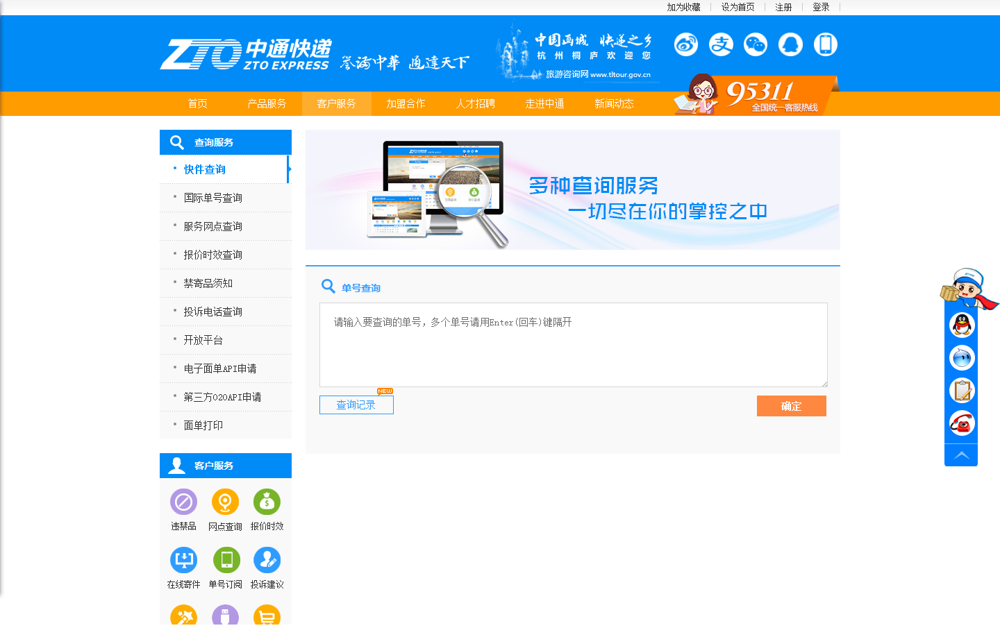 加为收藏 设为首页 注册 登录
ZTO 中通快递
ZTO EXPRESS
誉满中華 通達天下
中国画城 快递之乡
杭州桐庐欢迎您
旅游咨询网 www.tltour.gov.cn
95311
全国统一客服热线
首页 产品服务 客户服务 加盟合作 人才招聘 走进中通 新闻动态
查询服务
快件查询
国际单号查询
服务网点查询
报价时效查询
禁寄品须知
投诉电话查询
开放平台
电子面单API申请
第三方O2OAPI申请
面单打印
多种查询服务
一切尽在你的掌控之中
单号查询
请输入要查询的单号，多个单号请用Enter(回车)键隔开
NEW
查询记录
确定
客户服务
违禁品 网点查询 报价时效
在线寄件 单号订阅 投诉建议